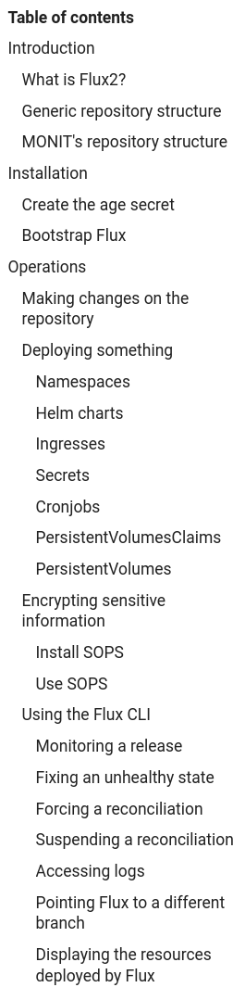 Table of contents
Introduction
What is Flux2?
Generic repository structure
MONIT's repository structure
Installation
Create the age secret
Bootstrap Flux
Operations
Making changes on the
repository
Deploying something
Namespaces
Helm charts
Ingresses
Secrets
Cronjobs
PersistentVolumesClaims
PersistentVolumes
Encrypting sensitive
information
Install SOPS
Use SOPS
Using the Flux CLI
Monitoring a release
Fixing an unhealthy state
Forcing a reconciliation
Suspending a reconciliation
Accessing logs
Pointing Flux to a different
branch
Displaying the resources
deployed by Flux